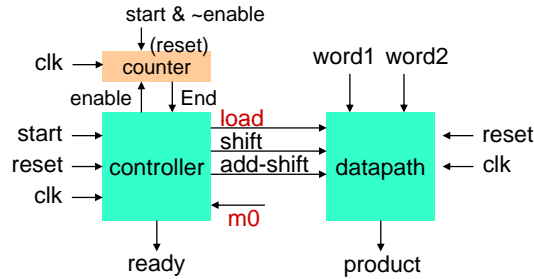 start & ~enable
(reset)
clk
counter
word1 word2
enable
End
load
start
shift
reset
reset
controller
add-shift
datapath
clk
clk
m0
ready
product